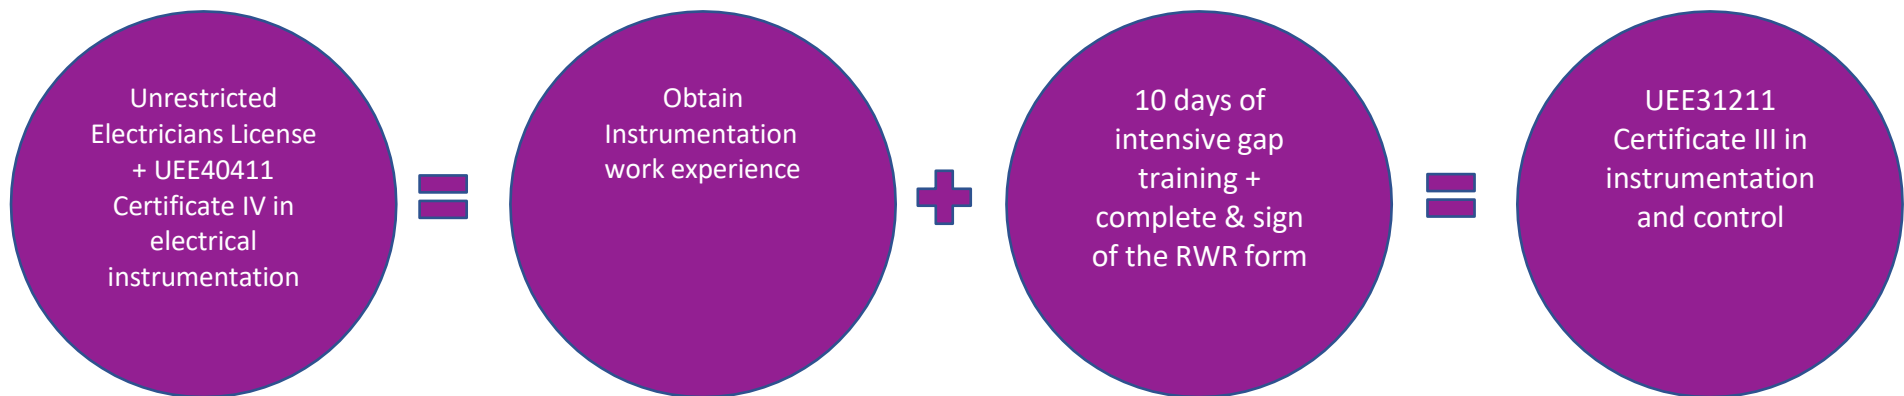 Unrestricted
Electricians License
+ UEE40411
Certificate IV in
electrical
instrumentation
=
Obtain
Instrumentation
work experience
+
10 days of
intensive gap
training +
complete & sign
of the RWR form
=
UEE31211
Certificate III in
instrumentation
and control